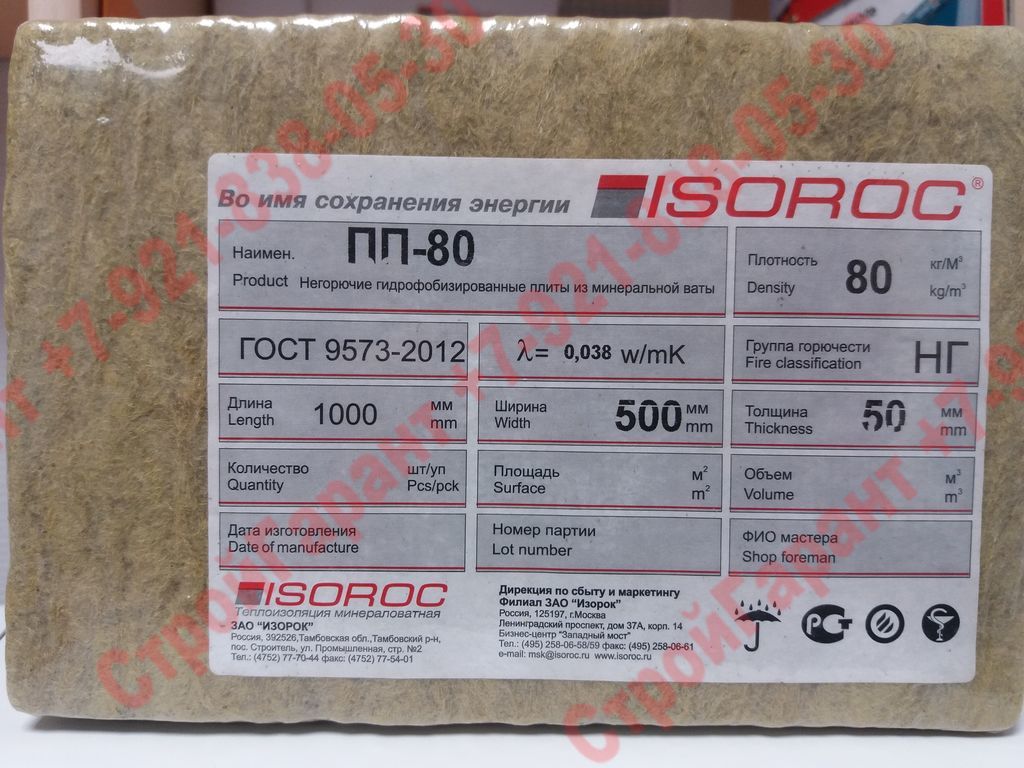 Во имя сохранения энергии
ISOROC®
Наимен. ПП-80
Product Негорючие гидрофобизированные плиты из минеральной ваты
Плотность 80 кг/м³
Density kg/m³
ГОСТ 9573-2012
λ= 0,038 w/mK
Группа горючести НГ
Fire classification
Длина 1000 мм
Length mm
Ширина 500 мм
Width mm
Толщина 50 мм
Thickness mm
Количество шт/уп
Quantity Pcs/pck
Площадь м²
Surface m²
Объем м³
Volume m³
Дата изготовления
Date of manufacture
Номер партии
Lot number
ФИО мастера
Shop foreman
ISOROC
Теплоизоляция минераловатная
ЗАО "ИЗОРОК"
Россия, 392526,Тамбовская обл.,Тамбовский р-н,
пос. Строитель, ул. Промышленная, стр. №2
Тел.: (4752) 77-70-44 факс: (4752) 77-54-01
Дирекция по сбыту и маркетингу
Филиал ЗАО "Изорок"
Россия, 125197, г.Москва
Ленинградский проспект, дом 37А, корп. 14
Бизнес-центр "Западный мост"
Тел.: (495) 258-06-58/59 факс: (495) 258-06-61
e-mail: msk@isoroc.ru www.isoroc.ru
РСТ
СтройГарант +7-921-838-05-30
СтройГарант +7-921-838-05-30